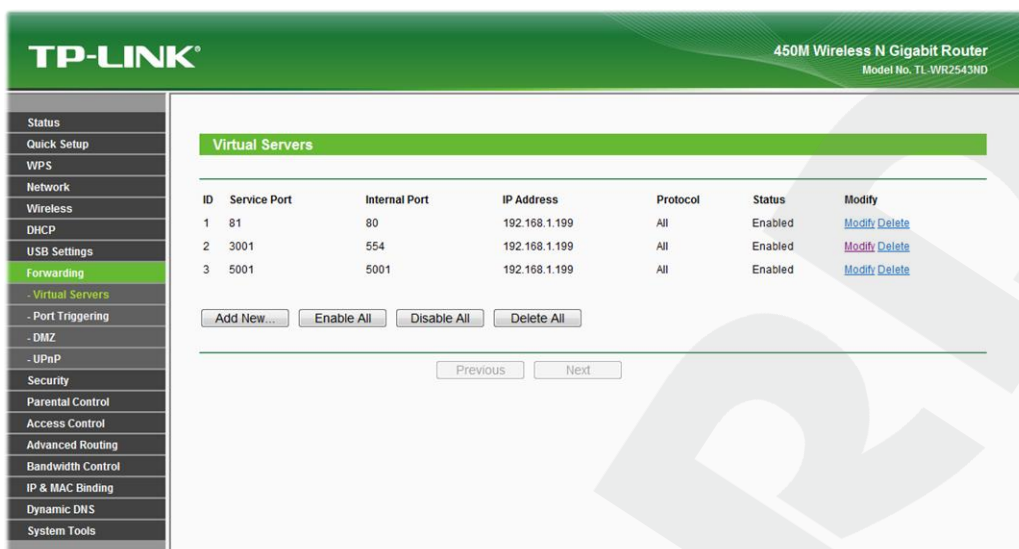 TP-LINK®
450M Wireless N Gigabit Router
Model No. TL-WR2543ND
Status
Quick Setup
WPS
Network
Wireless
DHCP
USB Settings
Forwarding
- Virtual Servers
- Port Triggering
- DMZ
- UPnP
Security
Parental Control
Access Control
Advanced Routing
Bandwidth Control
IP & MAC Binding
Dynamic DNS
System Tools
Virtual Servers
ID Service Port Internal Port IP Address Protocol Status Modify
1 81 80 192.168.1.199 All Enabled Modify Delete
2 3001 554 192.168.1.199 All Enabled Modify Delete
3 5001 5001 192.168.1.199 All Enabled Modify Delete
Add New... Enable All Disable All Delete All
Previous Next